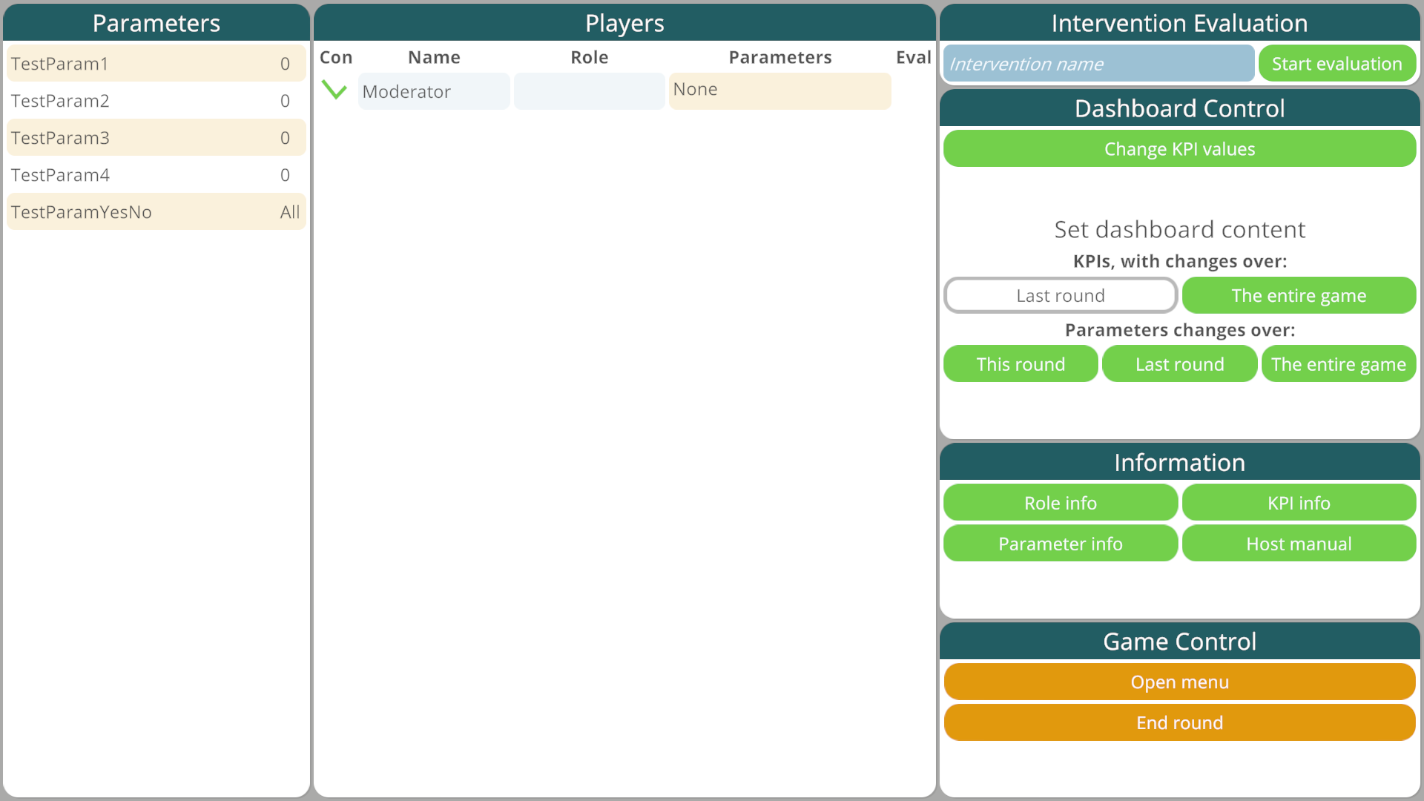 Parameters
TestParam1 0
TestParam2 0
TestParam3 0
TestParam4 0
TestParamYesNo All
Players
Con Name Role Parameters Eval
Moderator None
Intervention Evaluation
Intervention name Start evaluation
Dashboard Control
Change KPI values
Set dashboard content
KPIs, with changes over:
Last round The entire game
Parameters changes over:
This round Last round The entire game
Information
Role info KPI info
Parameter info Host manual
Game Control
Open menu
End round